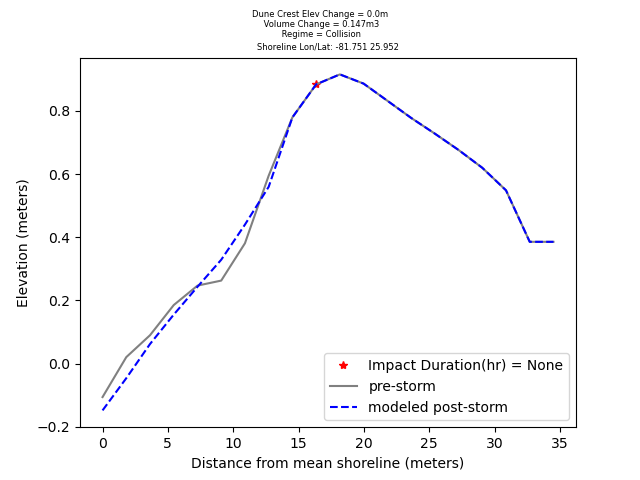 Dune Crest Elev Change = 0.0m
Volume Change = 0.147m3
Regime = Collision
Shoreline Lon/Lat: -81.751 25.952
Elevation (meters)
0.8
0.6
0.4
0.2
0.0
−0.2
Impact Duration(hr) = None
pre-storm
modeled post-storm
0 5 10 15 20 25 30 35
Distance from mean shoreline (meters)